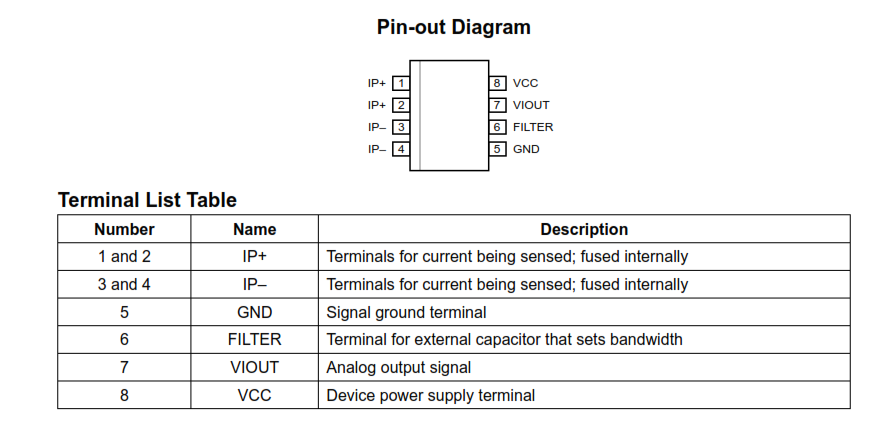 Pin-out Diagram
IP+ 1 8 VCC
IP+ 2 7 VIOUT
IP– 3 6 FILTER
IP– 4 5 GND
Terminal List Table
Number Name Description
1 and 2 IP+ Terminals for current being sensed; fused internally
3 and 4 IP– Terminals for current being sensed; fused internally
5 GND Signal ground terminal
6 FILTER Terminal for external capacitor that sets bandwidth
7 VIOUT Analog output signal
8 VCC Device power supply terminal